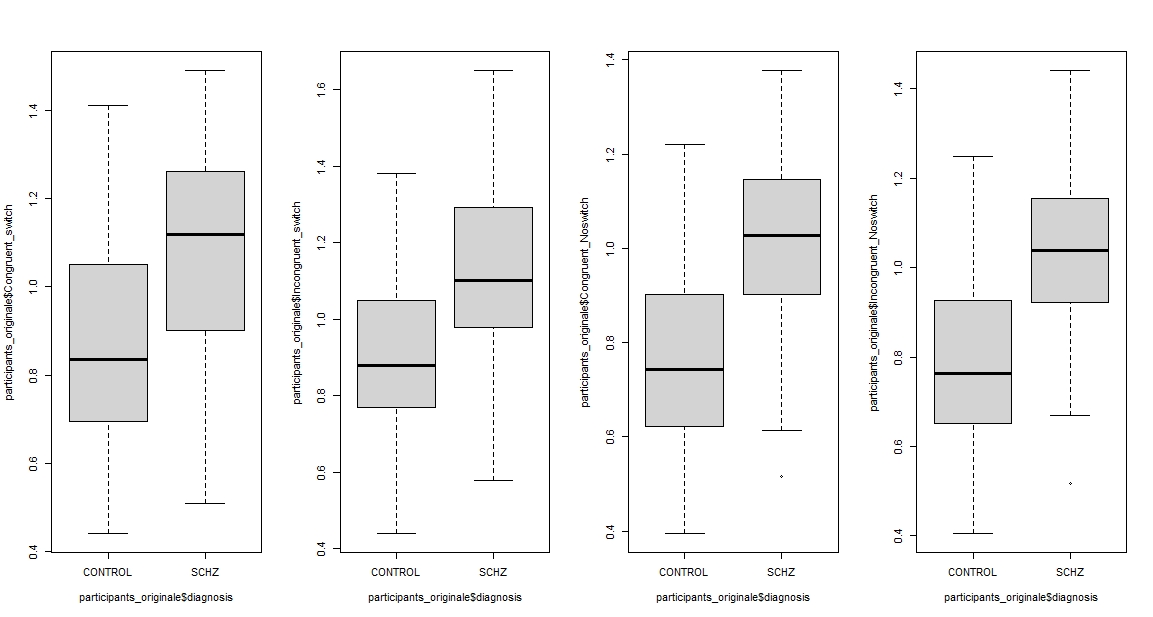 participants_originale$Congruent_switch
1.4
1.2
1.0
0.8
0.6
0.4
CONTROL SCHZ
participants_originale$diagnosis
participants_originale$Incongruent_switch
1.6
1.4
1.2
1.0
0.8
0.6
0.4
CONTROL SCHZ
participants_originale$diagnosis
participants_originale$Congruent_Noswitch
1.4
1.2
1.0
0.8
0.6
0.4
CONTROL SCHZ
participants_originale$diagnosis
participants_originale$Incongruent_Noswitch
1.4
1.2
1.0
0.8
0.6
0.4
CONTROL SCHZ
participants_originale$diagnosis